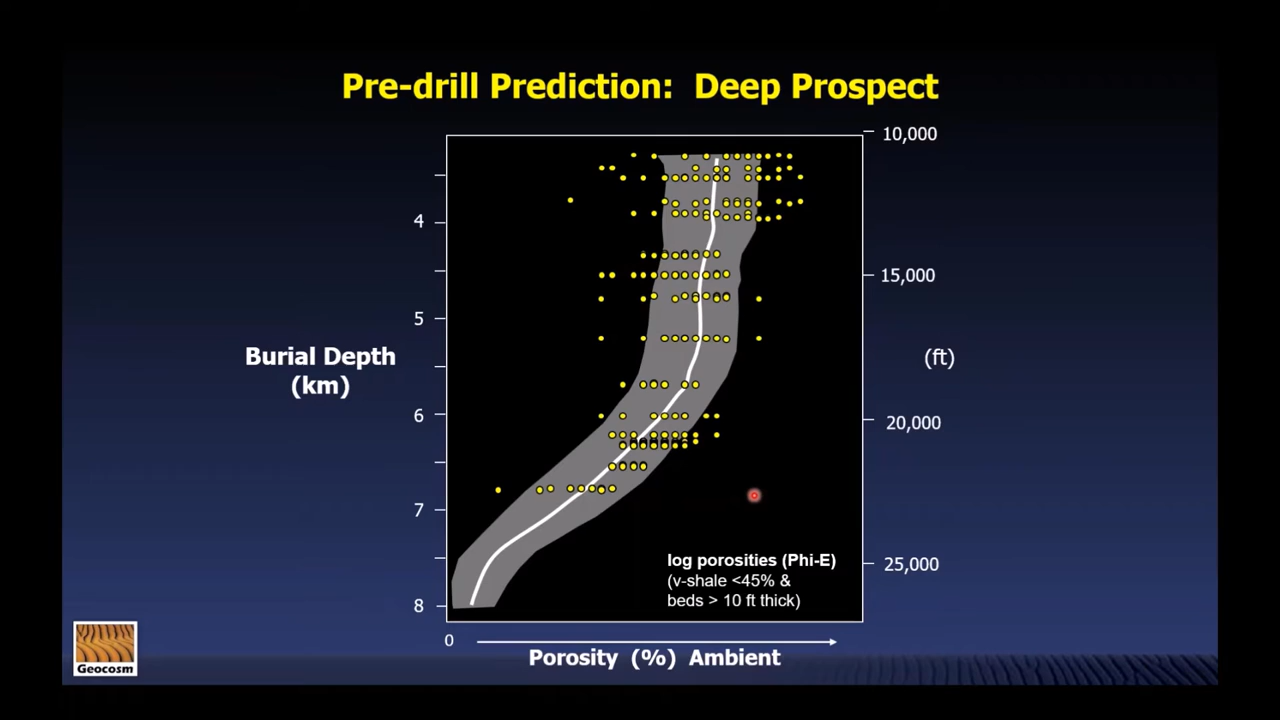 Pre-drill Prediction: Deep Prospect
10,000
4
15,000
5
Burial Depth
(km)
(ft)
6
20,000
7
log porosities (Phi-E)
(v-shale <45% &
beds > 10 ft thick)
25,000
8
0
Porosity (%) Ambient
Geocosm